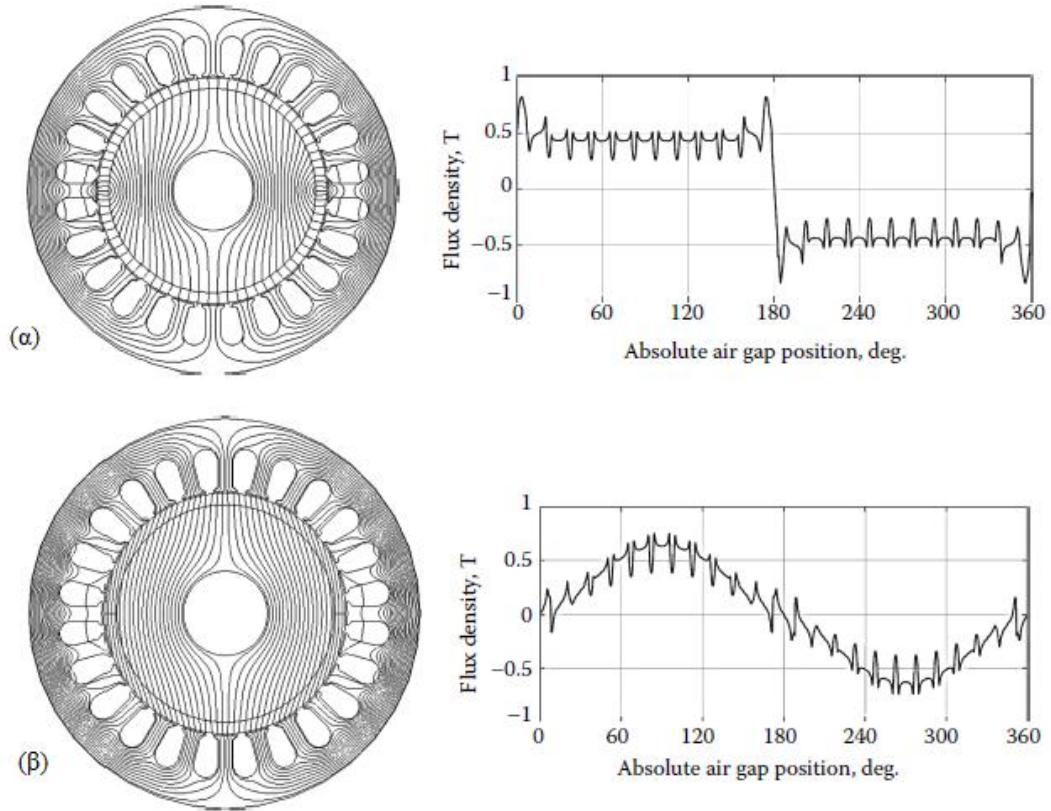 1
0.5
0
−0.5
−1
Flux density, T
0 60 120 180 240 300 360
Absolute air gap position, deg.
(α)
1
0.5
0
−0.5
−1
Flux density, T
0 60 120 180 240 300 360
Absolute air gap position, deg.
(β)